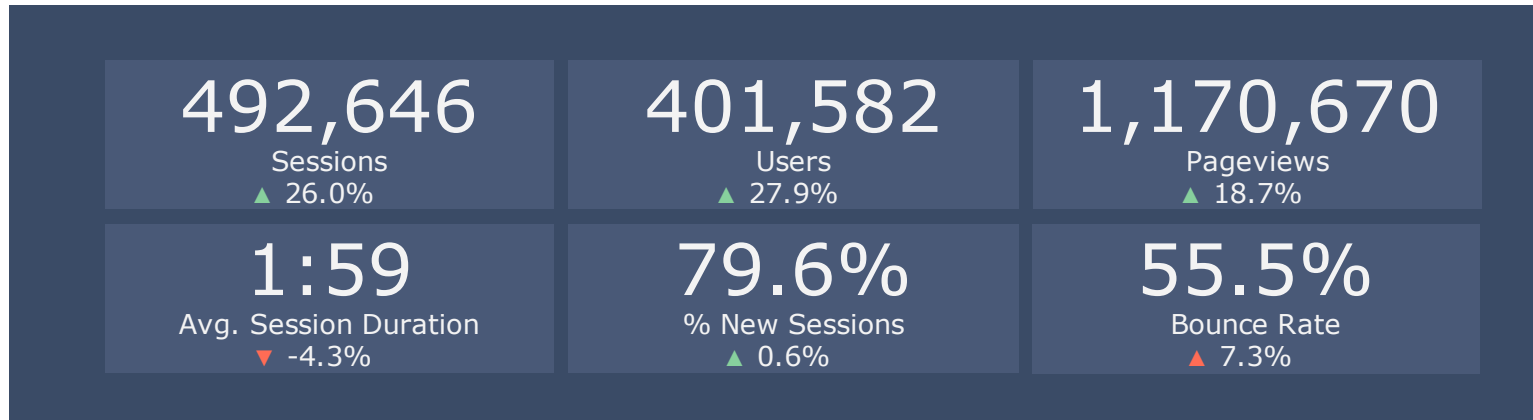 492,646
Sessions
▲ 26.0%
401,582
Users
▲ 27.9%
1,170,670
Pageviews
▲ 18.7%
1:59
Avg. Session Duration
▼ -4.3%
79.6%
% New Sessions
▲ 0.6%
55.5%
Bounce Rate
▲ 7.3%